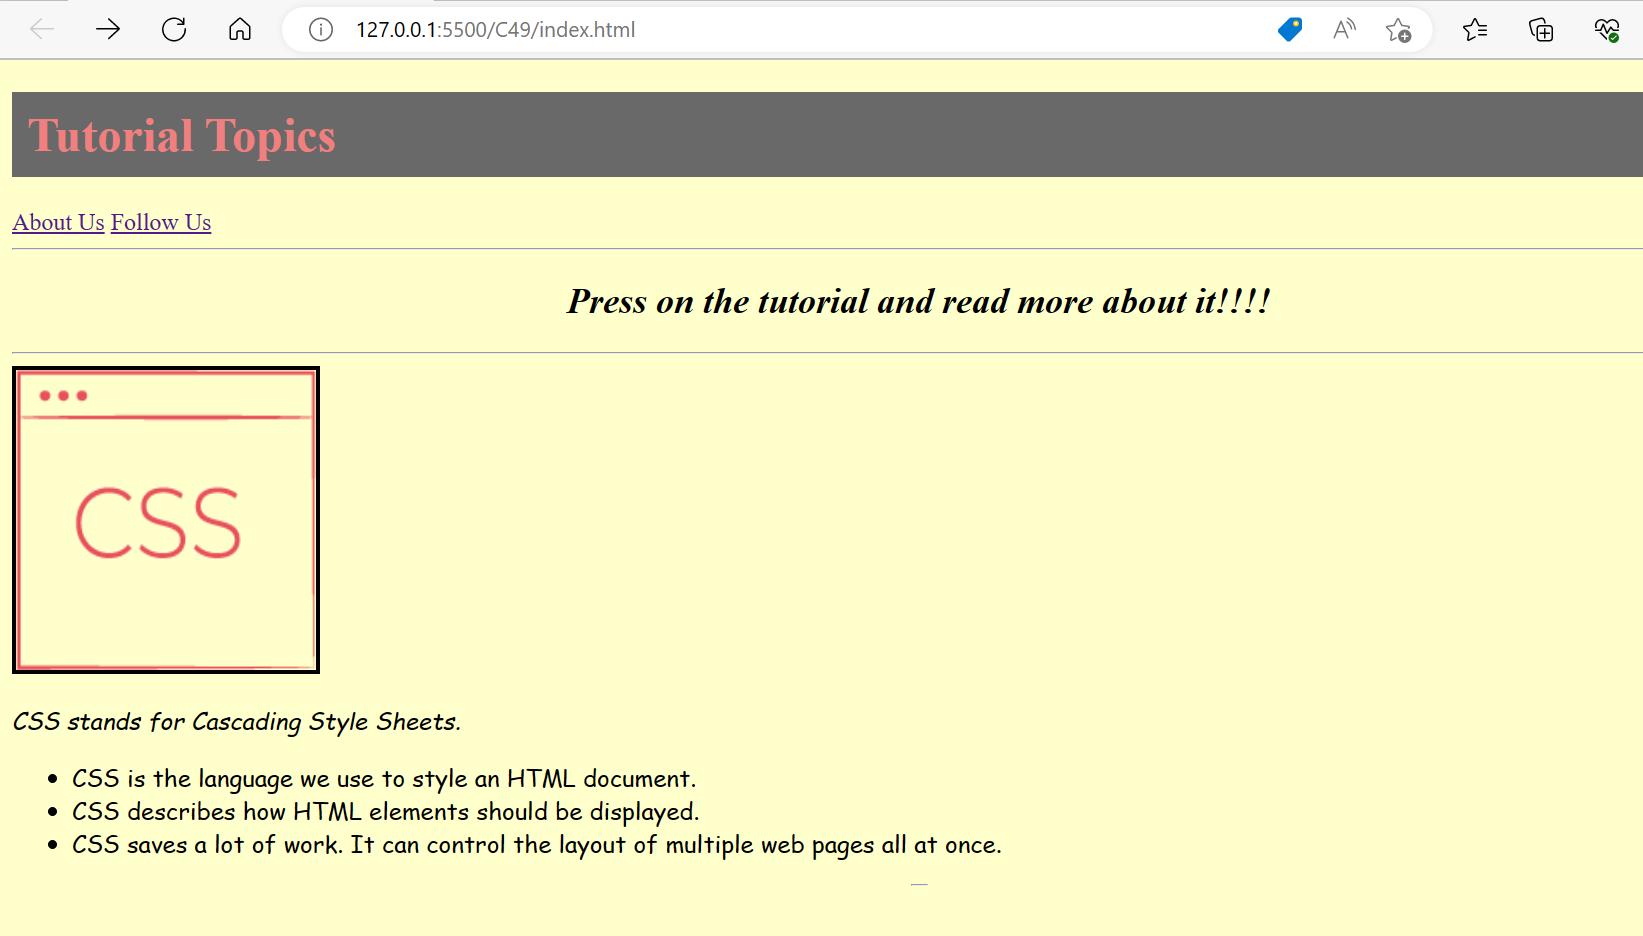 127.0.0.1:5500/C49/index.html
Tutorial Topics
About Us Follow Us
Press on the tutorial and read more about it!!!!
CSS
CSS stands for Cascading Style Sheets.
• CSS is the language we use to style an HTML document.
• CSS describes how HTML elements should be displayed.
• CSS saves a lot of work. It can control the layout of multiple web pages all at once.